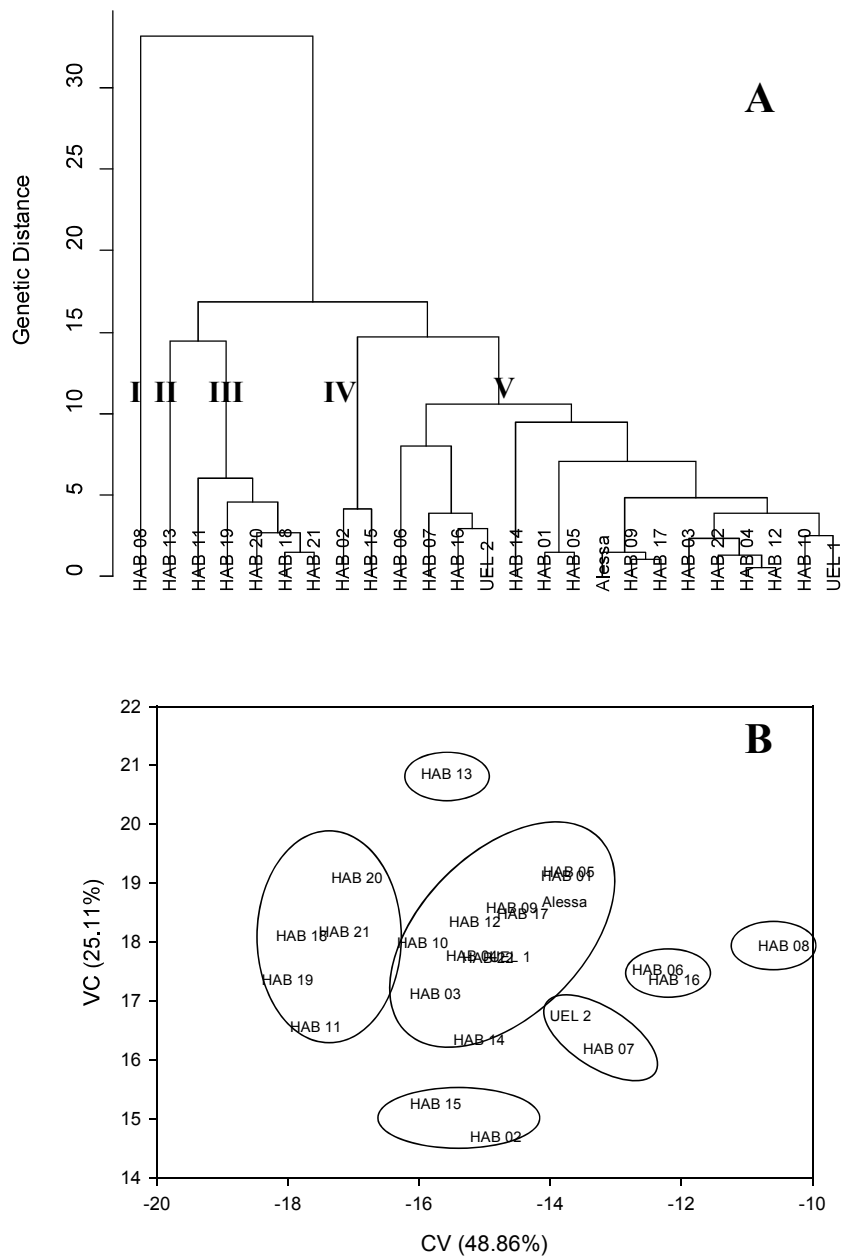 A
Genetic Distance
30
25
20
15
10
5
0
I II III IV V
HAB 08
HAB 13
HAB 11
HAB 19
HAB 20
HAB 18
HAB 21
HAB 02
HAB 15
HAB 06
HAB 07
HAB 16
UEL 2
HAB 14
HAB 01
HAB 05
Alessa
HAB 09
HAB 17
HAB 03
HAB 22
HAB 04
HAB 12
HAB 10
UEL 1
B
VC (25.11%)
22
21
20
19
18
17
16
15
14
HAB 13
HAB 05
HAB 01
HAB 20
Alessa
HAB 09
HAB 17
HAB 12
HAB 21
HAB 18
HAB 10
HAB 08
HAB 04
HAB 22
UEL 1
HAB 06
HAB 16
HAB 19
HAB 03
UEL 2
HAB 11
HAB 14
HAB 07
HAB 15
HAB 02
-20 -18 -16 -14 -12 -10
CV (48.86%)